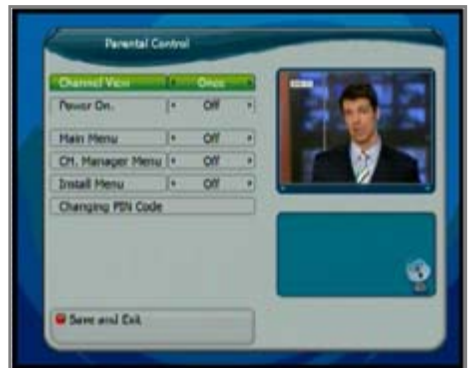 Parental Control
Channel View Once
Power On. Off
Main Menu Off
CH. Manager Menu Off
Install Menu Off
Changing PIN Code
Save and Exit